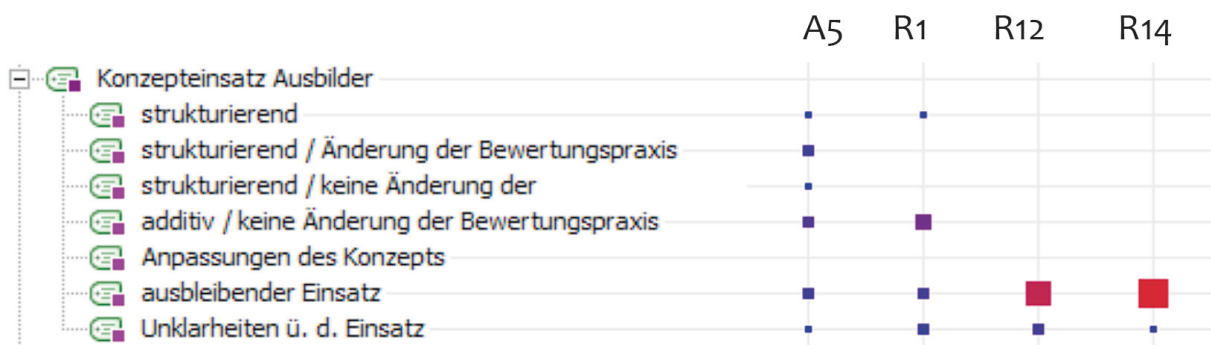 A5 R1 R12 R14
Konzepteinsatz Ausbilder
strukturierend
strukturierend / Änderung der Bewertungspraxis
strukturierend / keine Änderung der
additiv / keine Änderung der Bewertungspraxis
Anpassungen des Konzepts
ausbleibender Einsatz
Unklarheiten ü. d. Einsatz